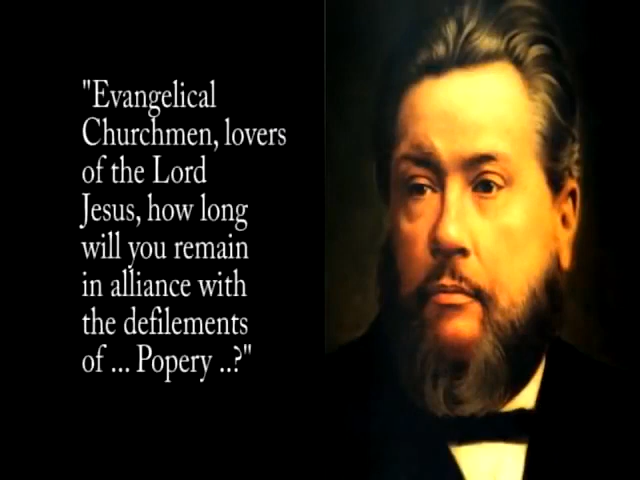 "Evangelical
Churchmen, lovers
of the Lord
Jesus, how long
will you remain
in alliance with
the defilements
of ... Popery ..?"